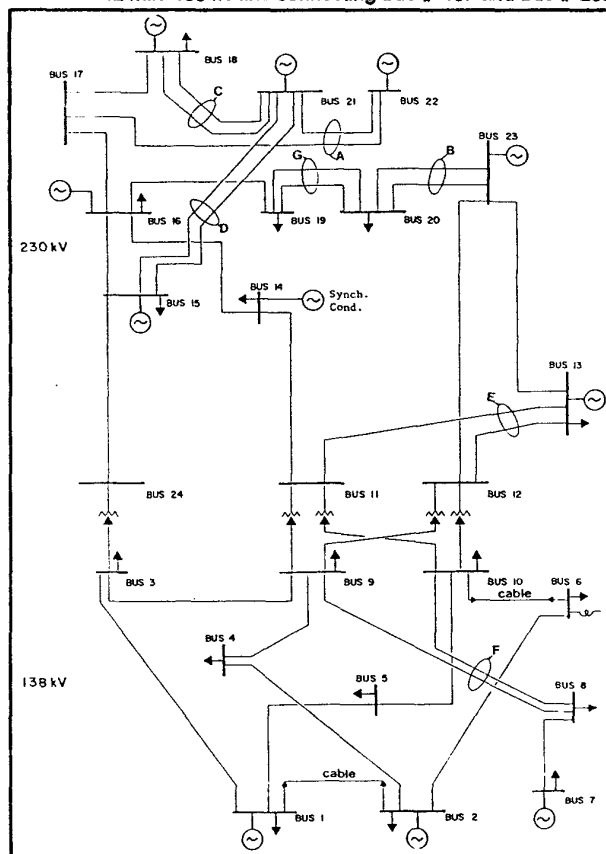 BUS 18
BUS 17
C
BUS 21
BUS 22
A
BUS 23
G
B
BUS 16
D
BUS 19
BUS 20
230 kV
BUS 14
Synch.
Cond.
BUS 15
BUS 13
E
BUS 24
BUS 11
BUS 12
BUS 3
BUS 9
BUS 10
BUS 6
cable
BUS 4
F
138 kV
BUS 5
BUS 8
cable
BUS 1
BUS 2
BUS 7